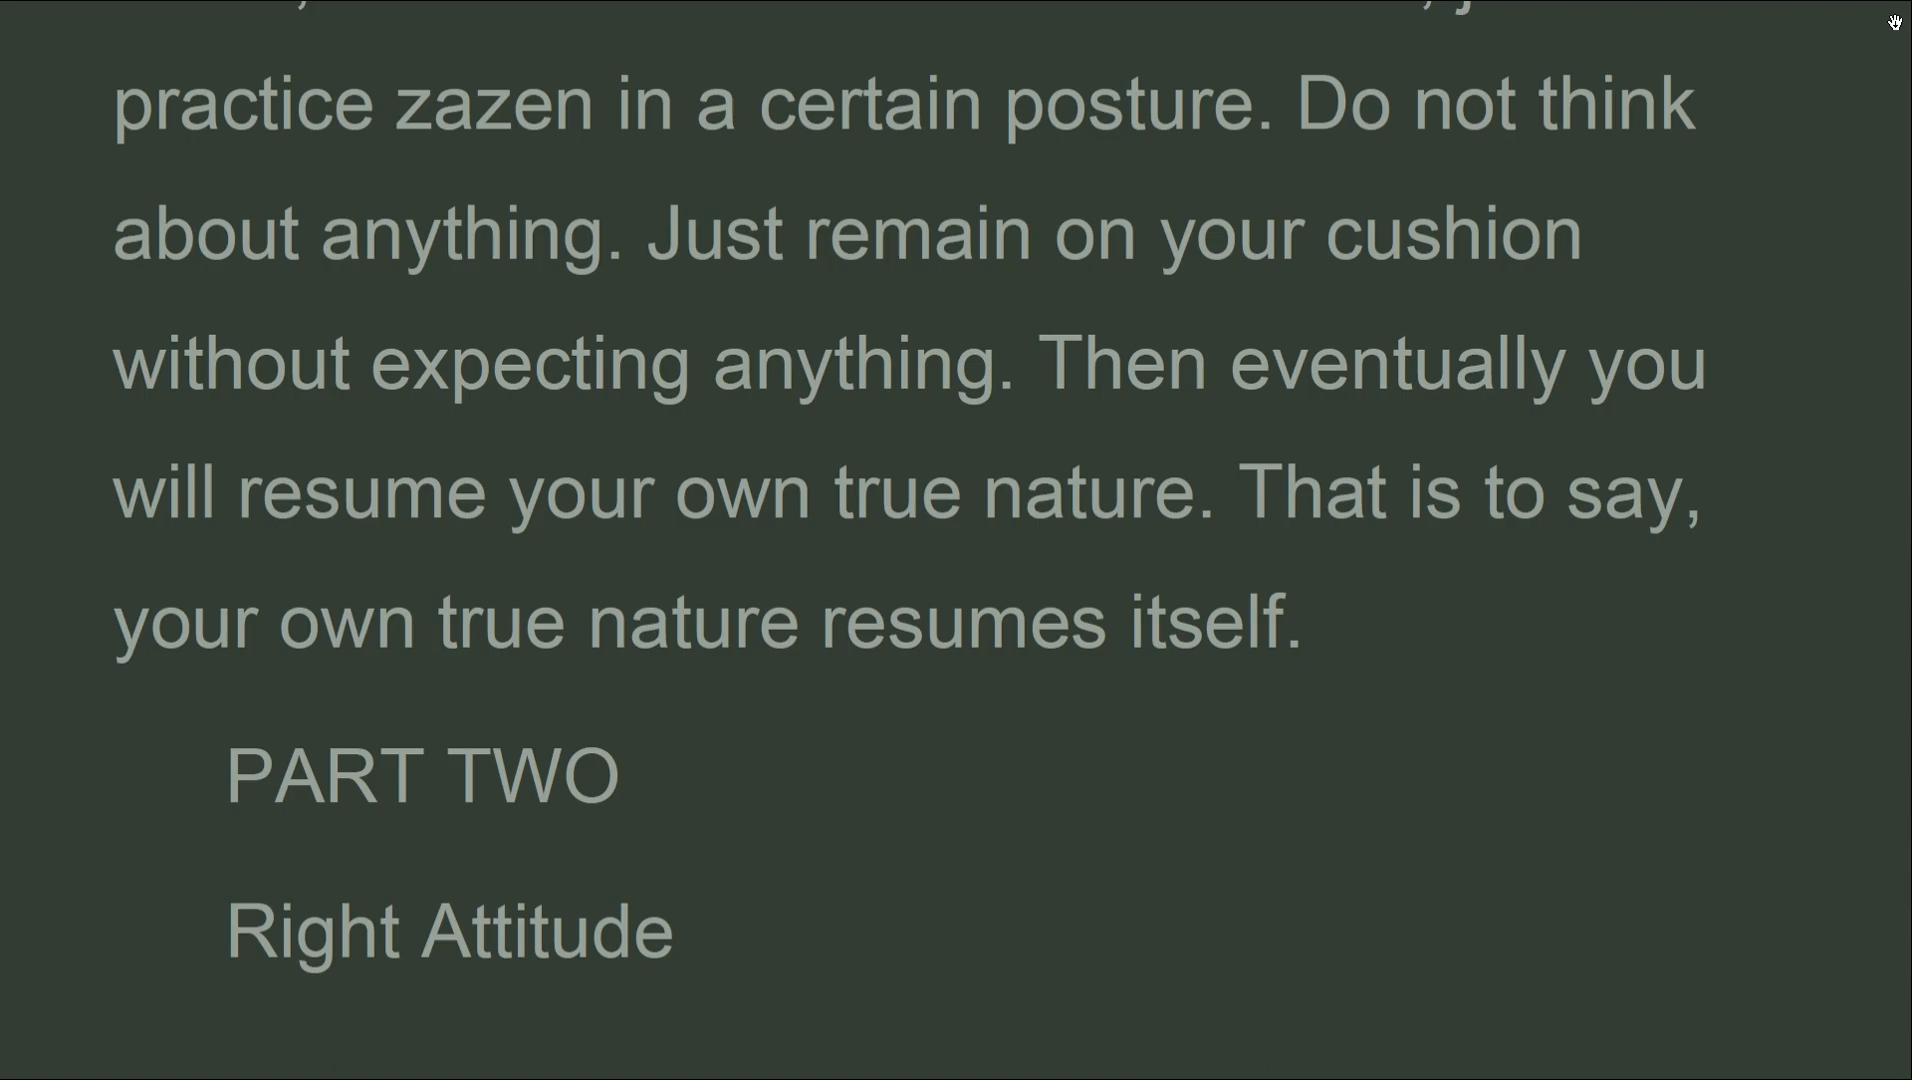 practice zazen in a certain posture. Do not think
about anything. Just remain on your cushion
without expecting anything. Then eventually you
will resume your own true nature. That is to say,
your own true nature resumes itself.
PART TWO
Right Attitude